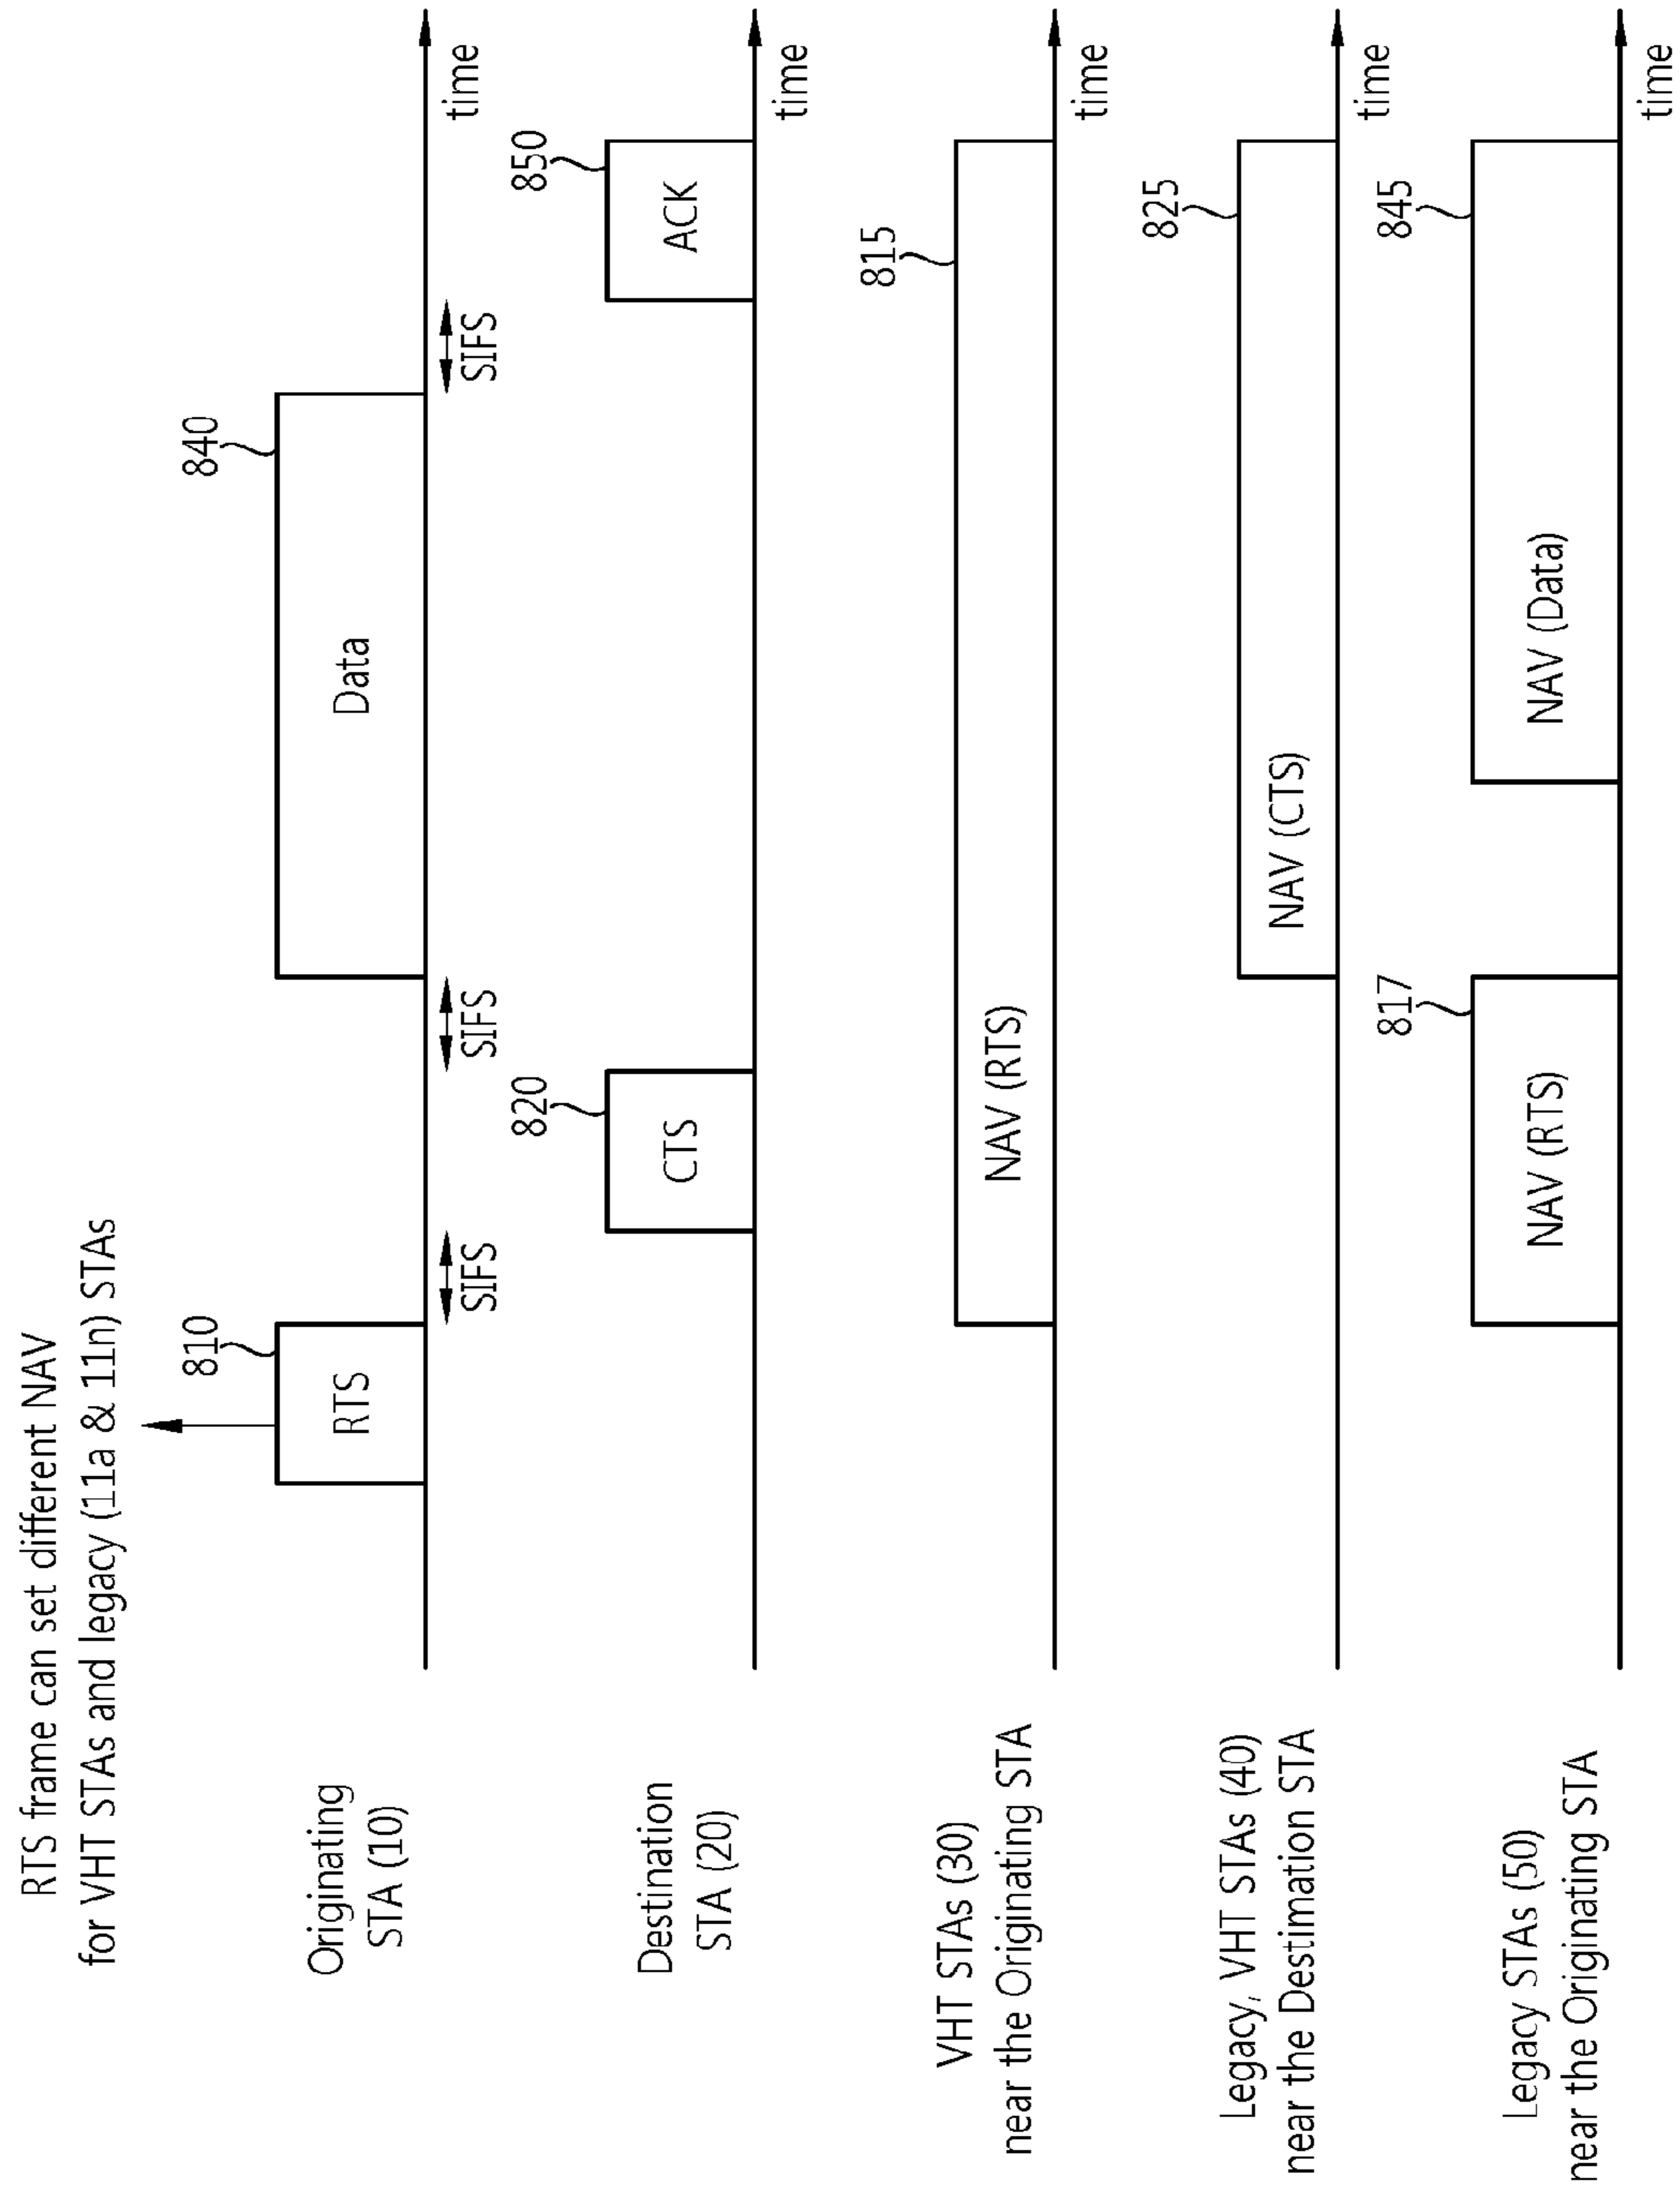 RTS frame can set different NAV
for VHT STAs and legacy (11a & 11n) STAs
810
840
Originating
STA (10)
RTS
Data
SIFS
SIFS
SIFS
time
820
850
Destination
STA (20)
CTS
ACK
time
815
VHT STAs (30)
near the Originating STA
NAV (RTS)
time
825
Legacy, VHT STAs (40)
near the Destimation STA
NAV (CTS)
time
817
845
Legacy STAs (50)
near the Originating STA
NAV (RTS)
NAV (Data)
time